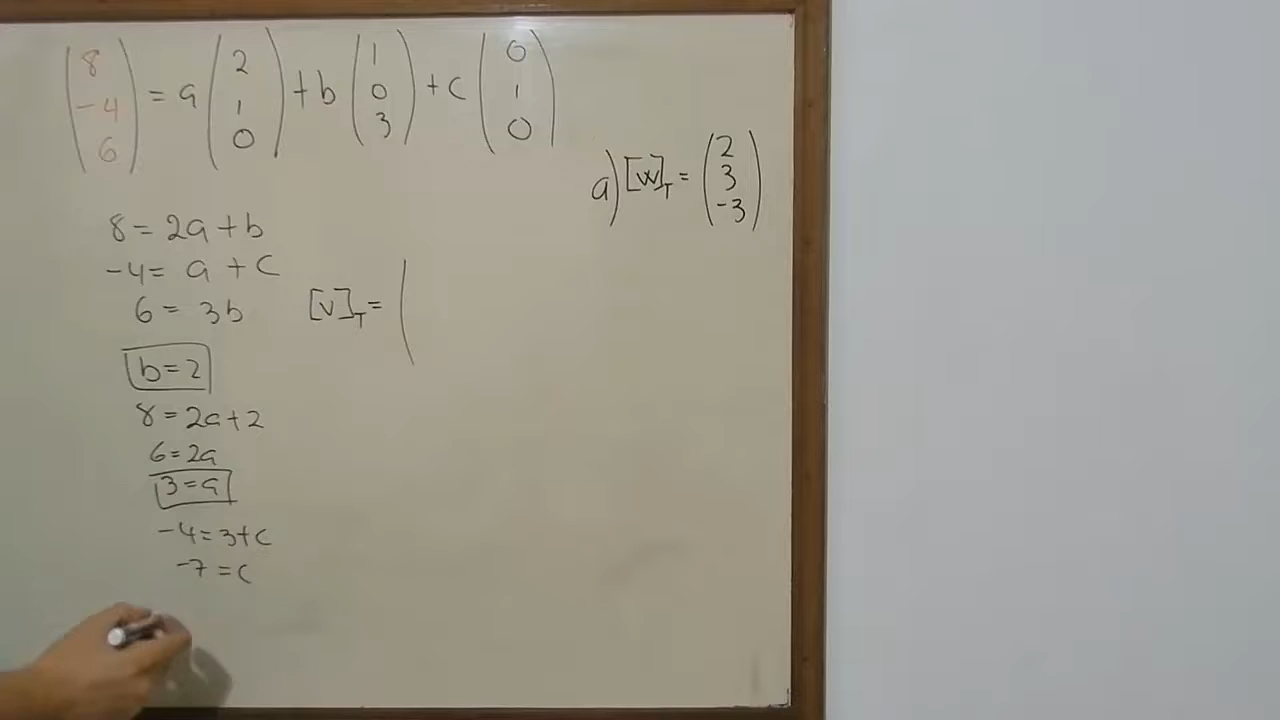 (8 -4 6) = a (2 1 0) + b (1 0 3) + c (0 1 0)
a) [w]T = (2 3 -3)
8 = 2a + b
-4 = a + c
6 = 3b
[v]T = (
b = 2
8 = 2a + 2
6 = 2a
3 = a
-4 = 3 + c
-7 = c